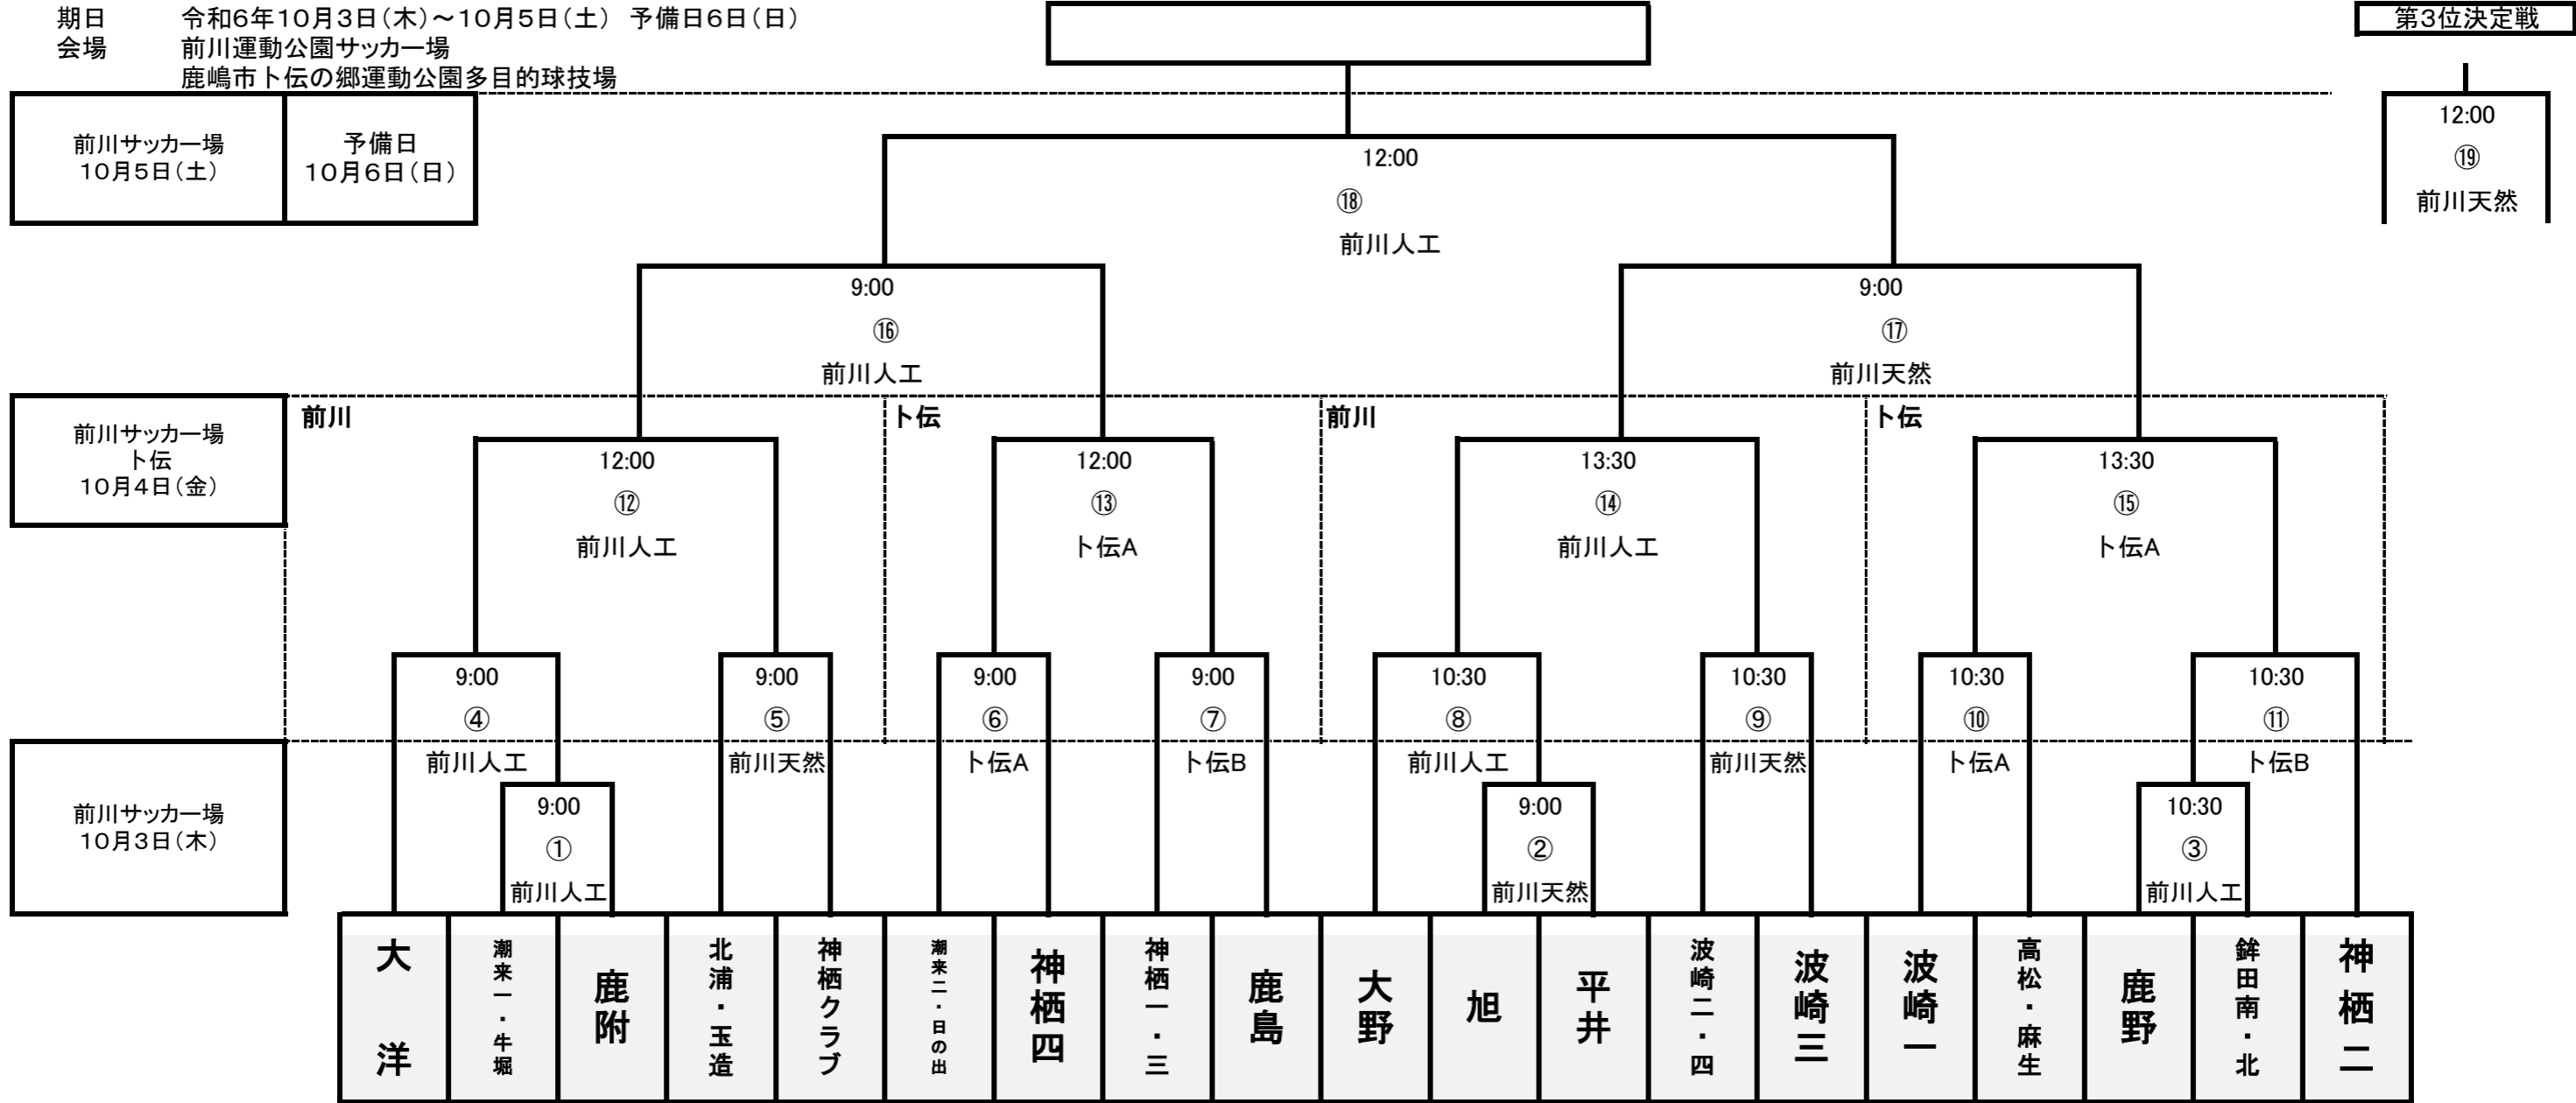 期日 令和6年10月3日(木)～10月5日(土) 予備日6日(日)
会場 前川運動公園サッカー場
鹿嶋市卜伝の郷運動公園多目的球技場
第3位決定戦
12:00
⑲
前川天然
前川サッカー場
10月5日(土)
予備日
10月6日(日)
12:00
⑱
前川人工
9:00
⑯
前川人工
9:00
⑰
前川天然
前川サッカー場
卜伝
10月4日(金)
前川
卜伝
前川
卜伝
12:00
⑫
前川人工
12:00
⑬
卜伝A
13:30
⑭
前川人工
13:30
⑮
卜伝A
9:00
④
前川人工
9:00
⑤
前川天然
9:00
⑥
卜伝A
9:00
⑦
卜伝B
10:30
⑧
前川人工
10:30
⑨
前川天然
10:30
⑩
卜伝A
10:30
⑪
卜伝B
前川サッカー場
10月3日(木)
9:00
①
前川人工
9:00
②
前川天然
10:30
③
前川人工
大洋
潮来一・牛堀
鹿附
北浦・玉造
神栖クラブ
潮来二・日の出
神栖四
神栖一・三
鹿島
大野
旭
平井
波崎二・四
波崎三
波崎一
高松・麻生
鹿野
鉾田南・北
神栖二